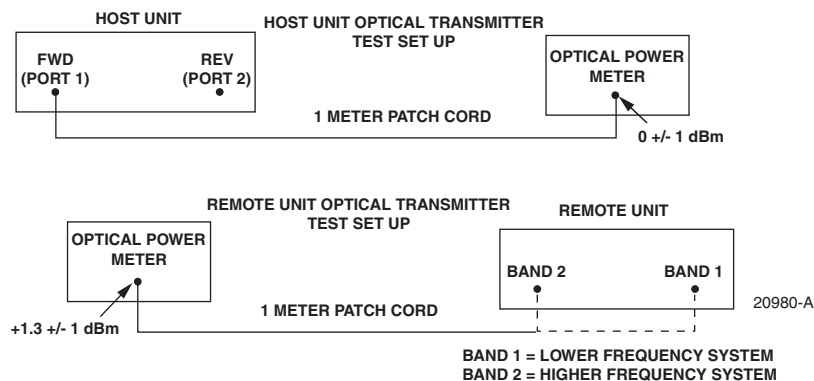 HOST UNIT
HOST UNIT OPTICAL TRANSMITTER
TEST SET UP
FWD
(PORT 1)
REV
(PORT 2)
OPTICAL POWER
METER
1 METER PATCH CORD
0 +/- 1 dBm
REMOTE UNIT OPTICAL TRANSMITTER
TEST SET UP
REMOTE UNIT
OPTICAL POWER
METER
BAND 2
BAND 1
20980-A
1 METER PATCH CORD
+1.3 +/- 1 dBm
BAND 1 = LOWER FREQUENCY SYSTEM
BAND 2 = HIGHER FREQUENCY SYSTEM